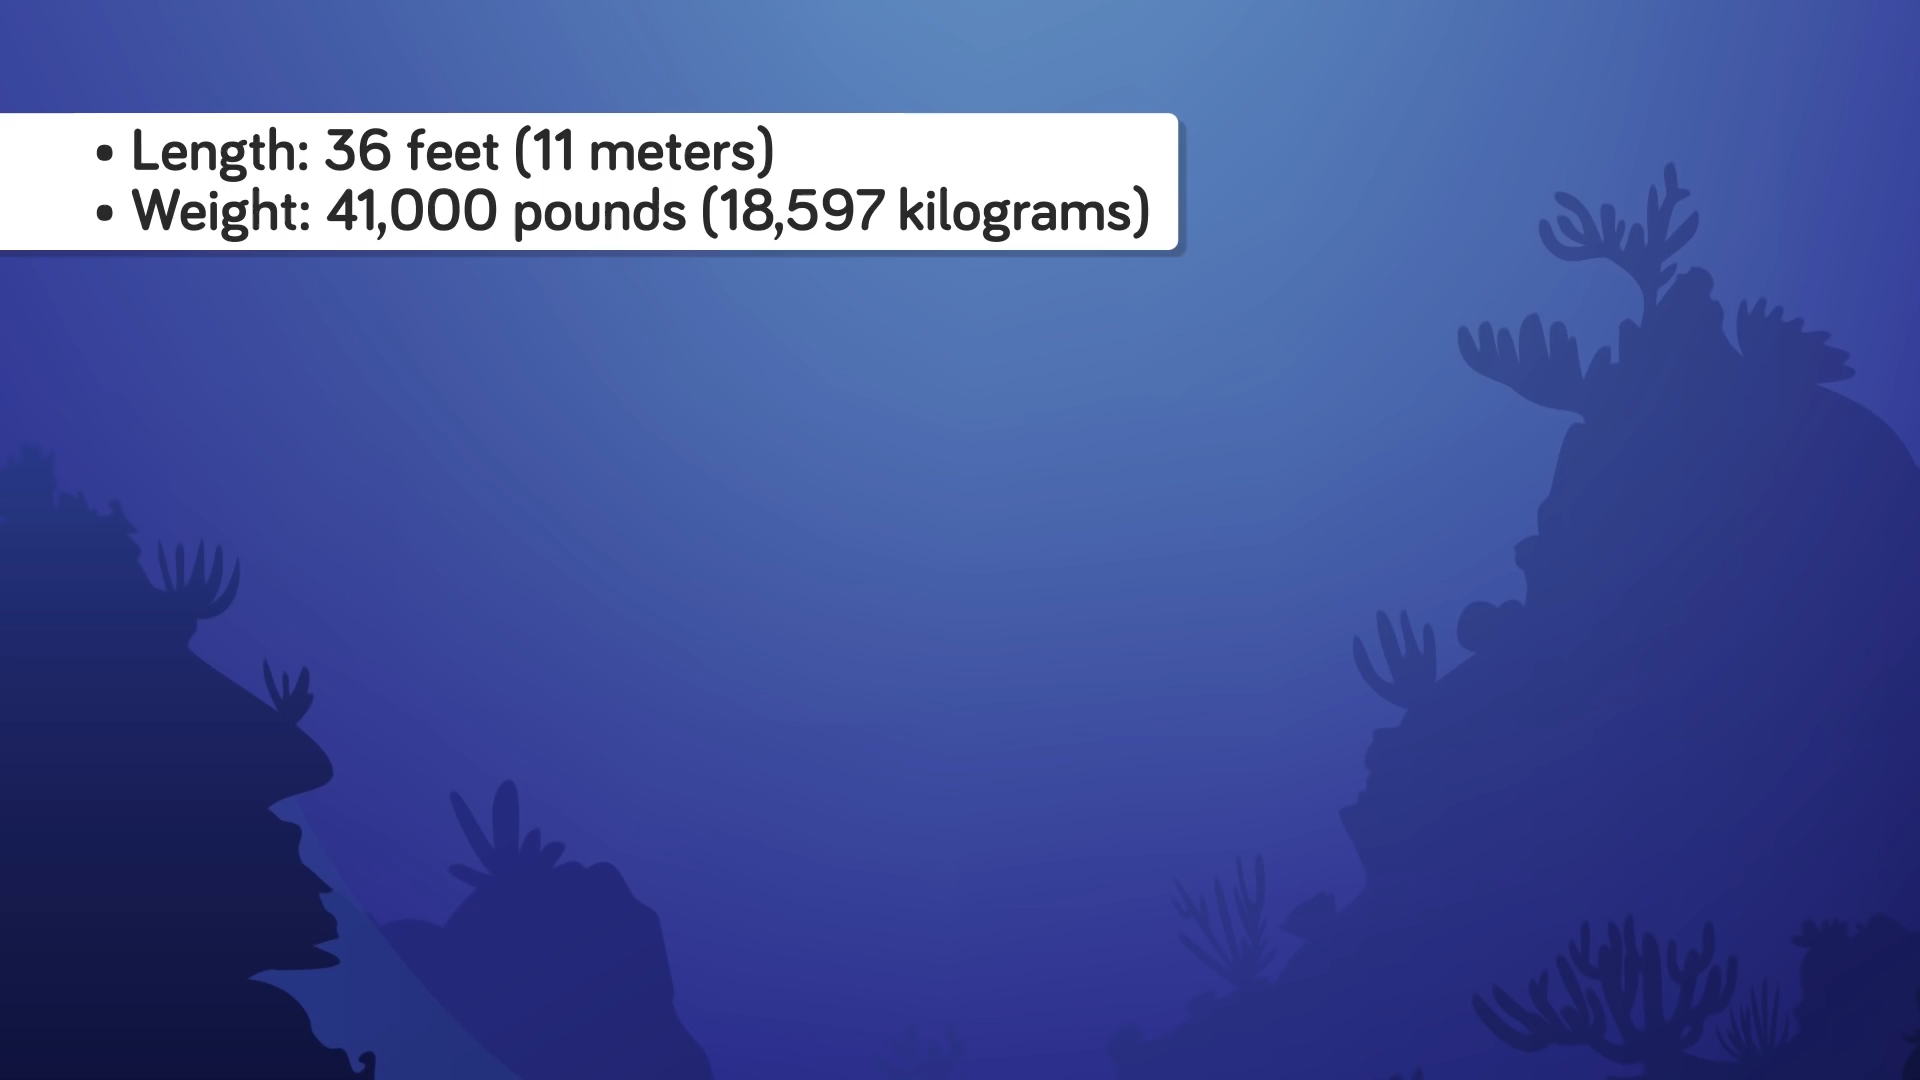 • Length: 36 feet (11 meters)
• Weight: 41,000 pounds (18,597 kilograms)